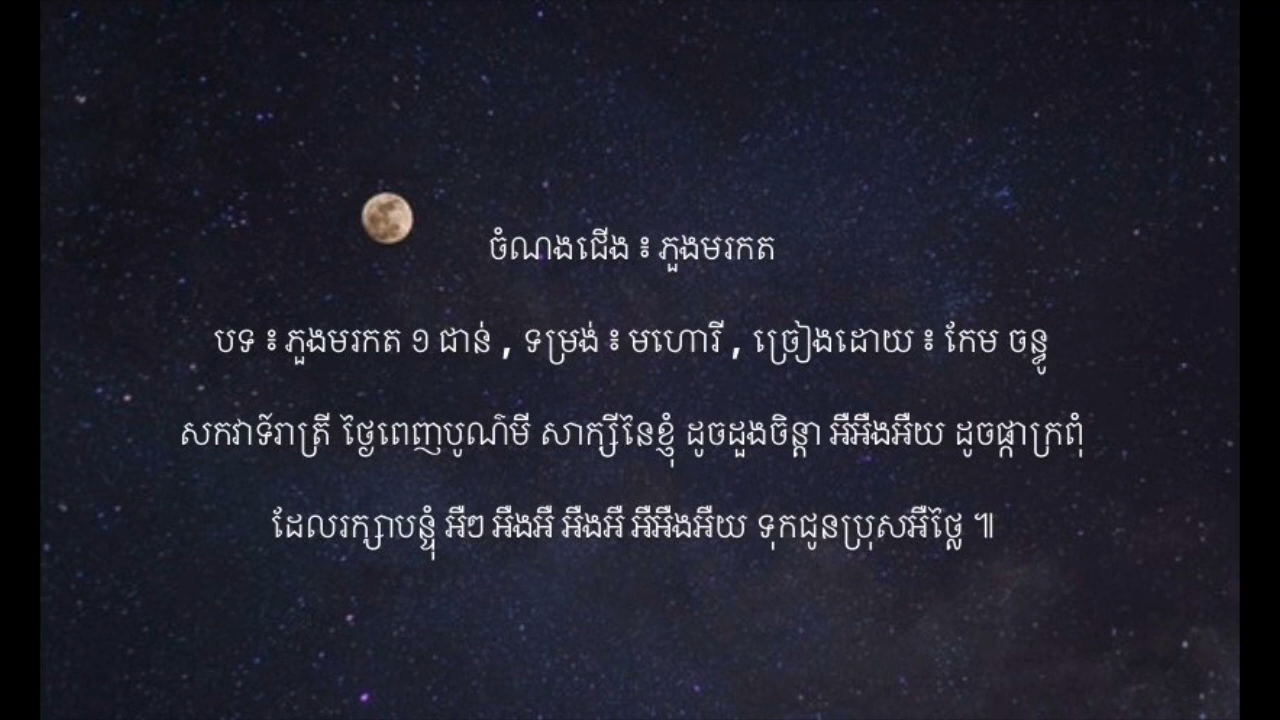 ចំណងជើង ៖ ភួងមរកត
បទ ៖ ភួងមរកត ១ ជាន់ , ទម្រង់ ៖ មហោរី , ច្រៀងដោយ ៖ កែម ចន្ធូ
សកវាទ៍រាត្រី ថ្ងៃពេញបូណ៌មី សាក្សីនៃខ្ញុំ ដូចដួងចិន្តា អឺអឺងអឺយ ដូចផ្កាក្រពុំ
ដែលរក្សាបន្ទុំ អឺៗ អឺងអឺ អឺងអឺ អឺអឺងអឺយ ទុកជូនប្រុសអឺថ្លៃ ៕